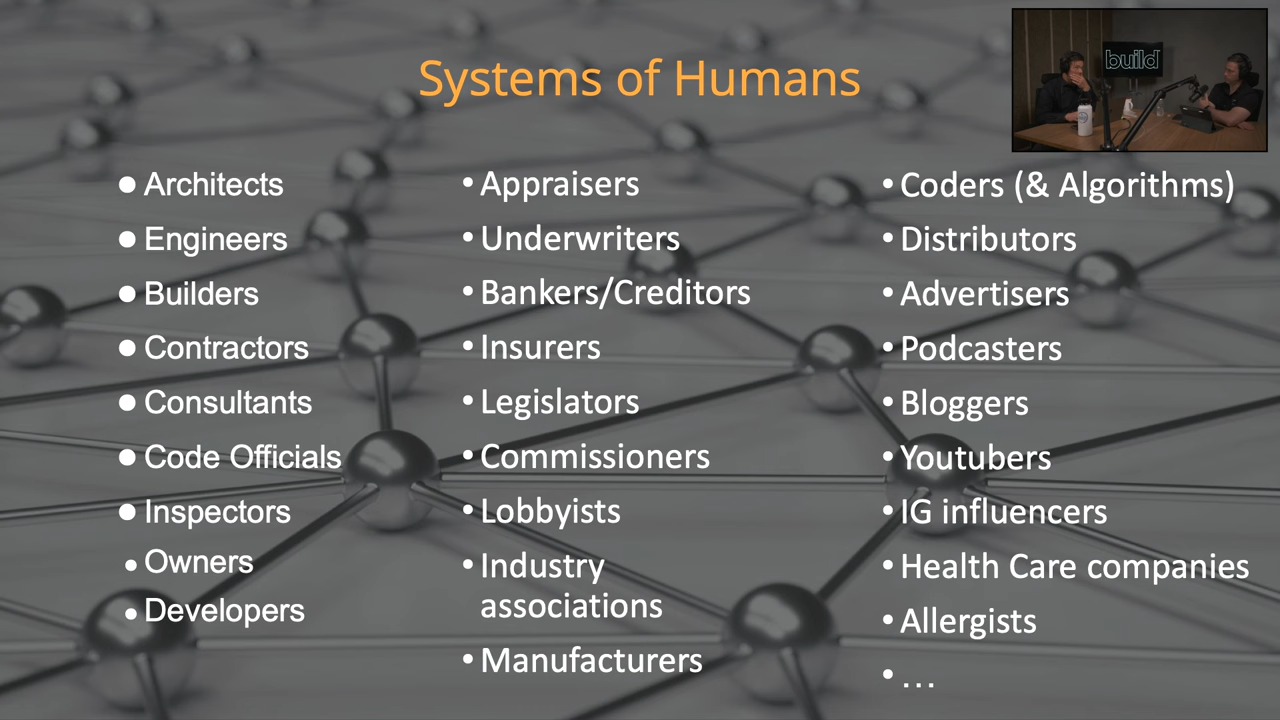 Systems of Humans
build
• Architects
• Engineers
• Builders
• Contractors
• Consultants
• Code Officials
• Inspectors
• Owners
• Developers
• Appraisers
• Underwriters
• Bankers/Creditors
• Insurers
• Legislators
• Commissioners
• Lobbyists
• Industry
associations
• Manufacturers
• Coders (& Algorithms)
• Distributors
• Advertisers
• Podcasters
• Bloggers
• Youtubers
• IG influencers
• Health Care companies
• Allergists
• ...